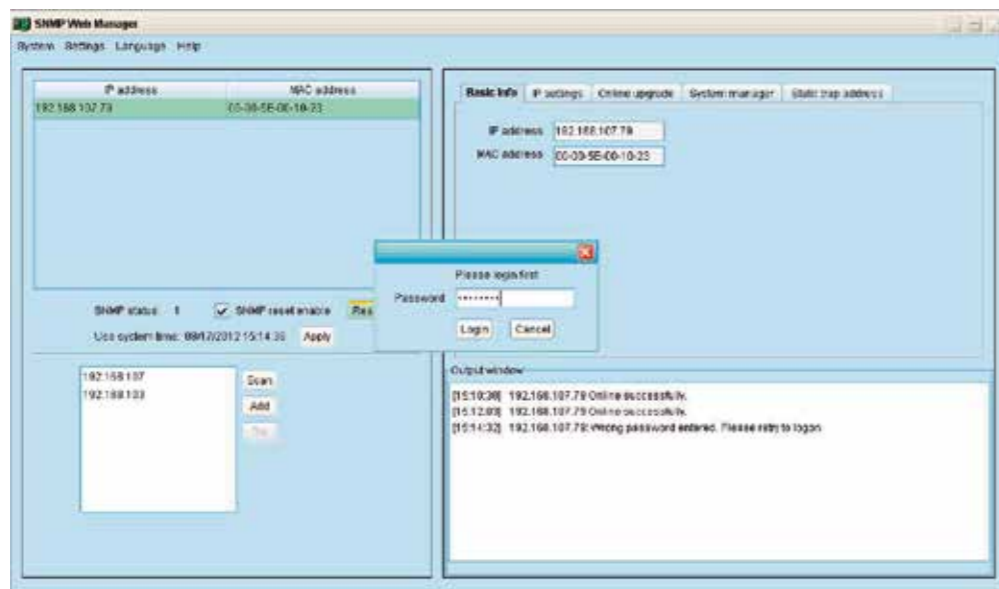 SNMP Web Manager
System Settings Language Help
IP address MAC address
192.168.107.79 00-00-5E-00-10-23
SNMP status 1 SNMP reset enable
Use system time: 09/17/2012 15:14:36 Apply
192.168.107
192.168.103
Scan
Add
Basic Info IP settings Online upgrade System manager Static trap address
IP address 192.168.107.79
MAC address 00-00-5E-00-10-23
Please login first
Password ********
Login Cancel
Output window
[15:10:38] 192.168.107.79 Online successfully.
[15:12:03] 192.168.107.79 Online successfully.
[15:14:32] 192.168.107.79: Wrong password entered. Please retry to logon.